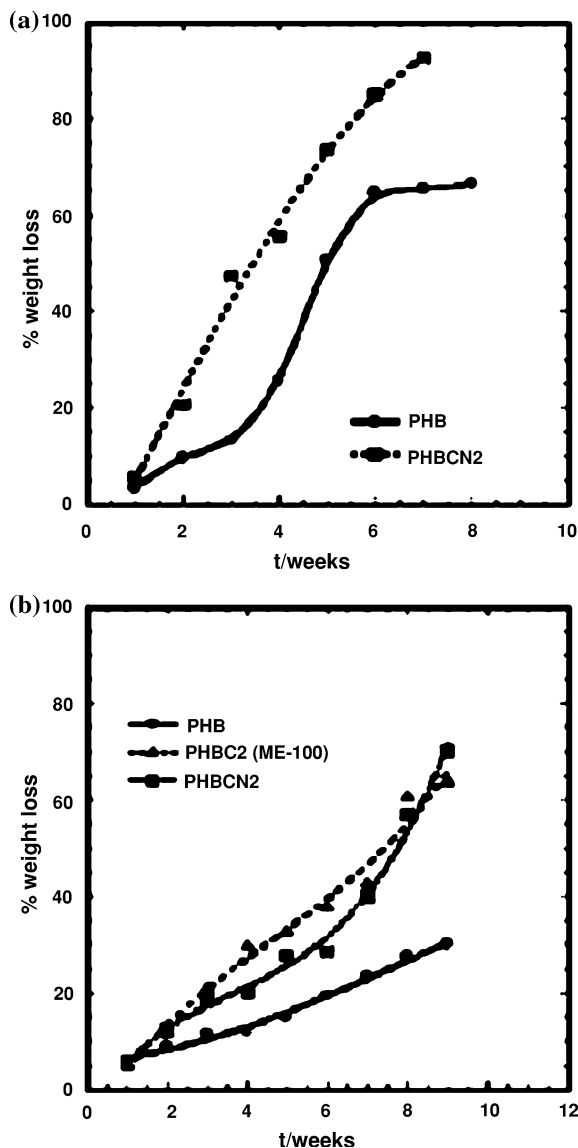 (a)
100
80
60
40
20
0
% weight loss
PHB
PHBCN2
0 2 4 6 8 10
t/weeks
(b)
100
80
60
40
20
0
% weight loss
PHB
PHBC2 (ME-100)
PHBCN2
0 2 4 6 8 10 12
t/weeks